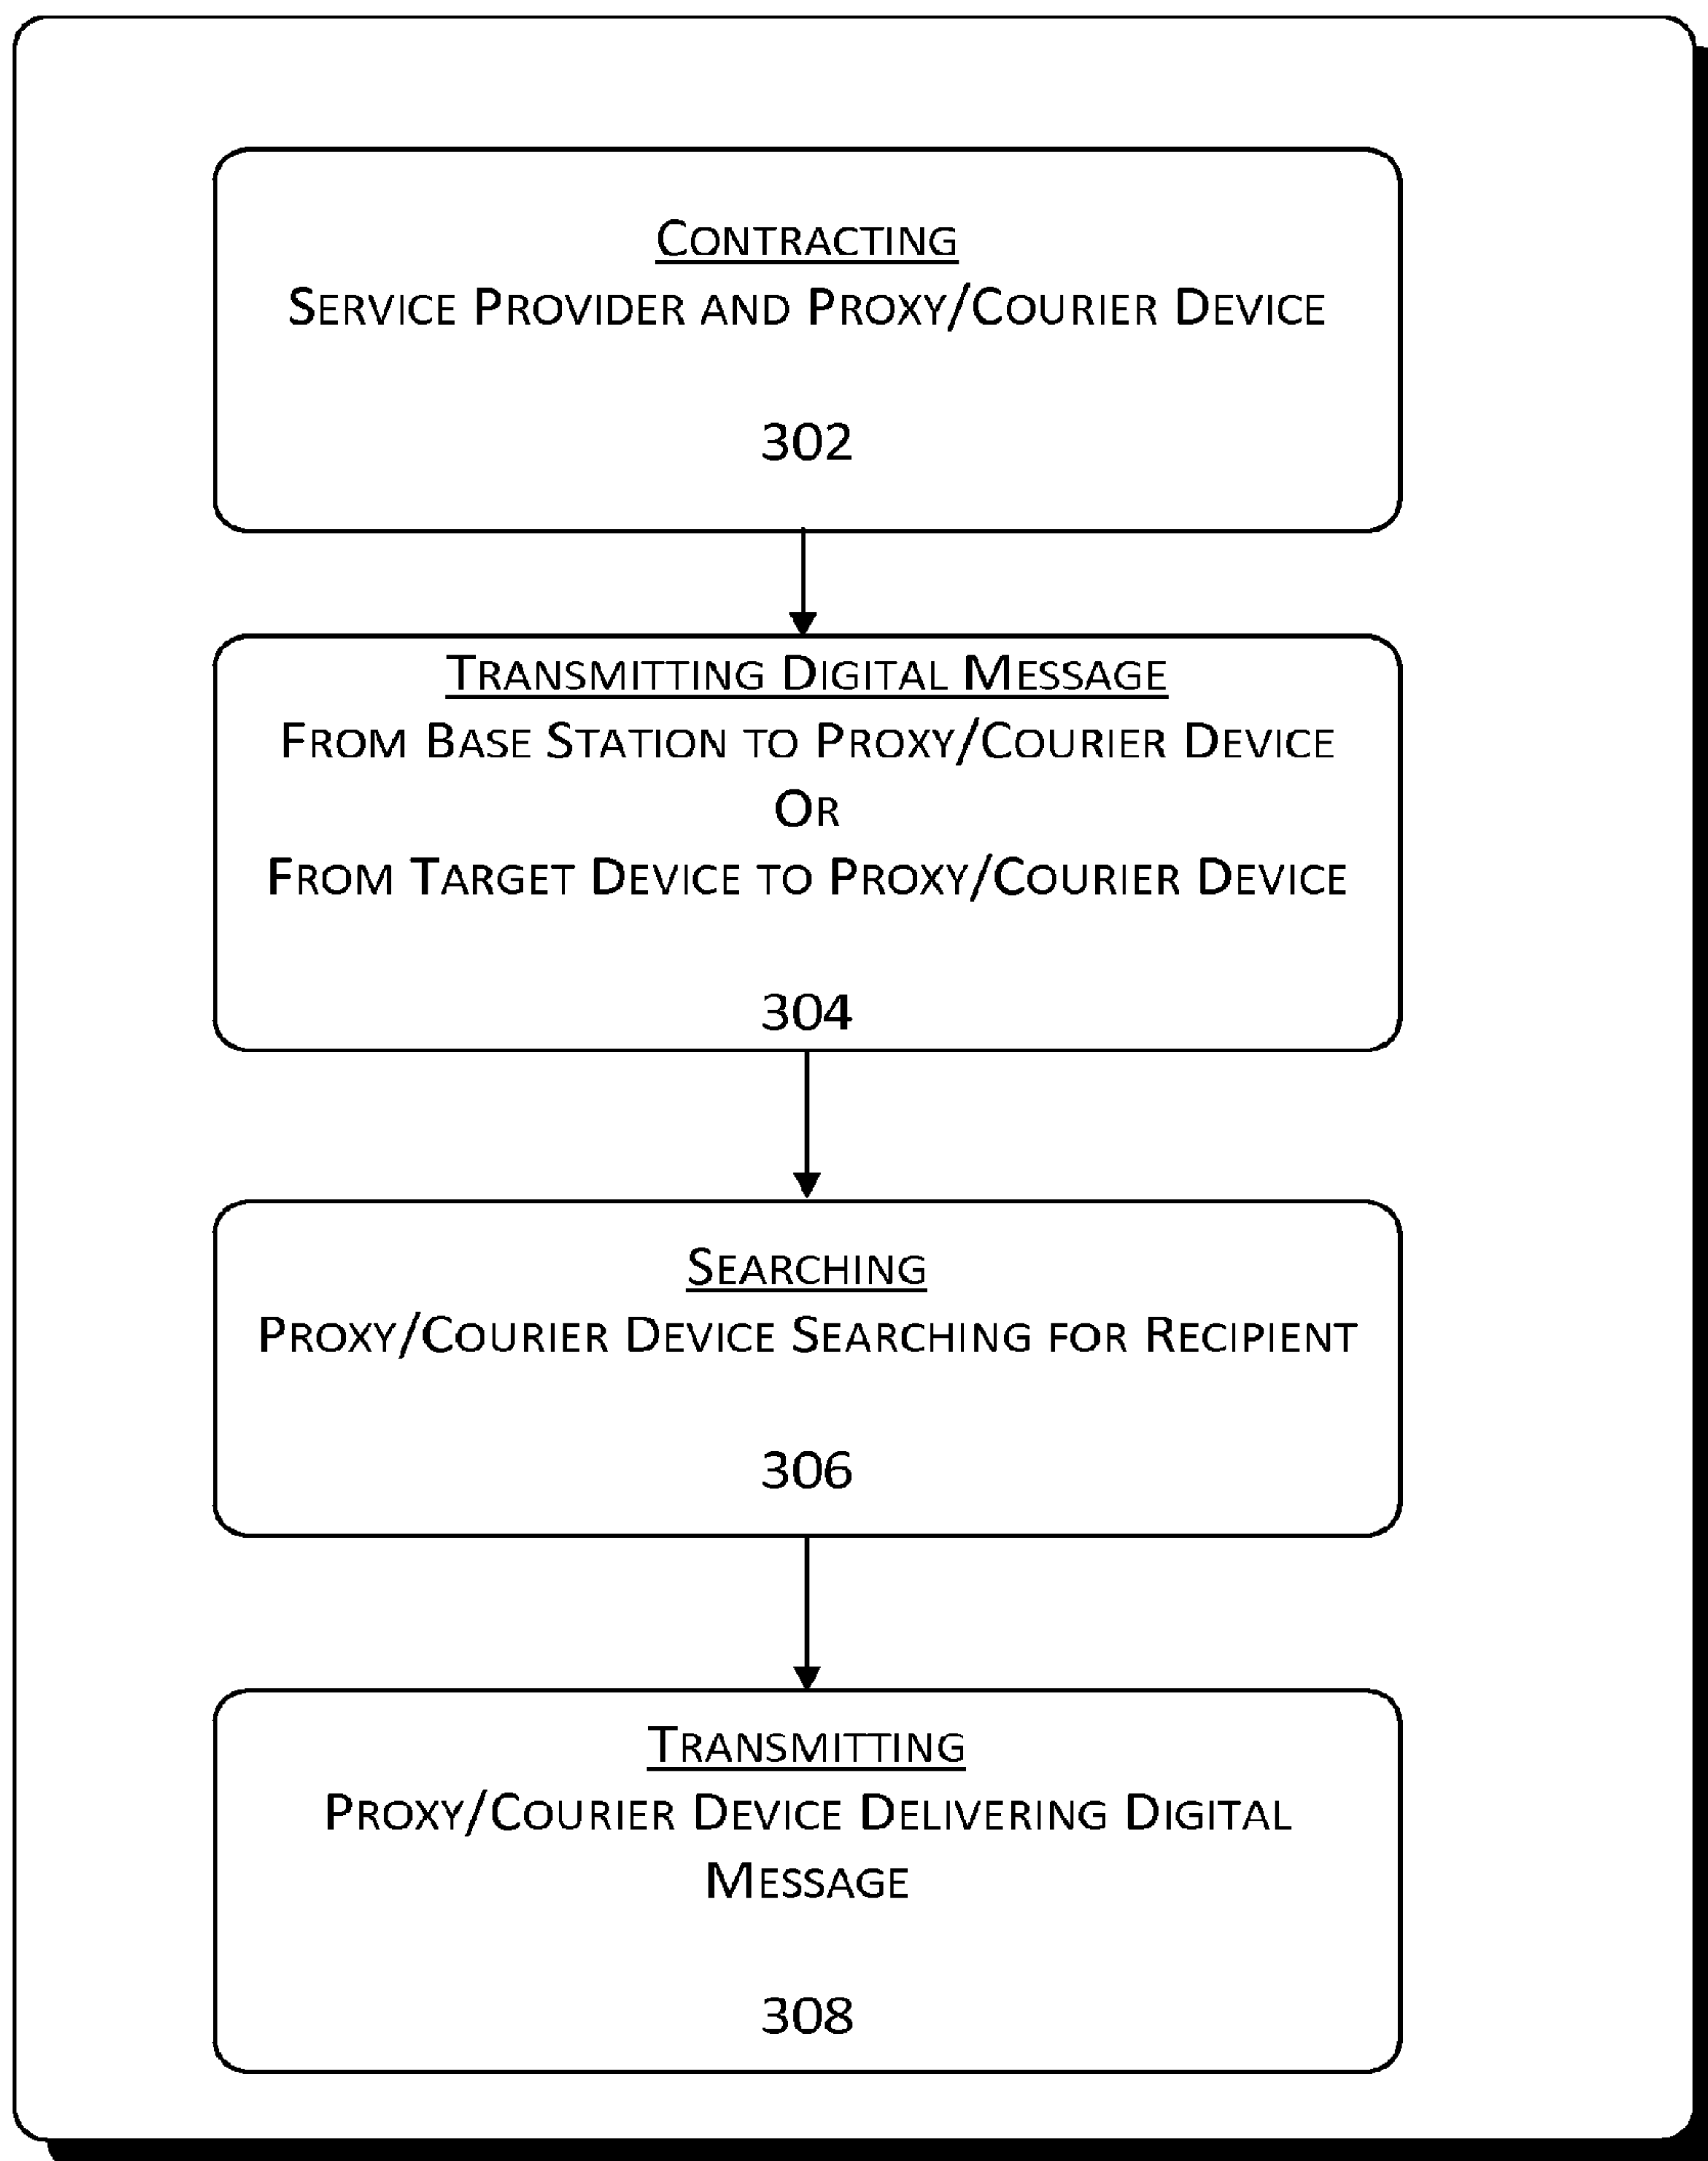 Contracting
Service Provider and Proxy/Courier Device
302
Transmitting Digital Message
From Base Station to Proxy/Courier Device
Or
From Target Device to Proxy/Courier Device
304
Searching
Proxy/Courier Device Searching for Recipient
306
Transmitting
Proxy/Courier Device Delivering Digital
Message
308